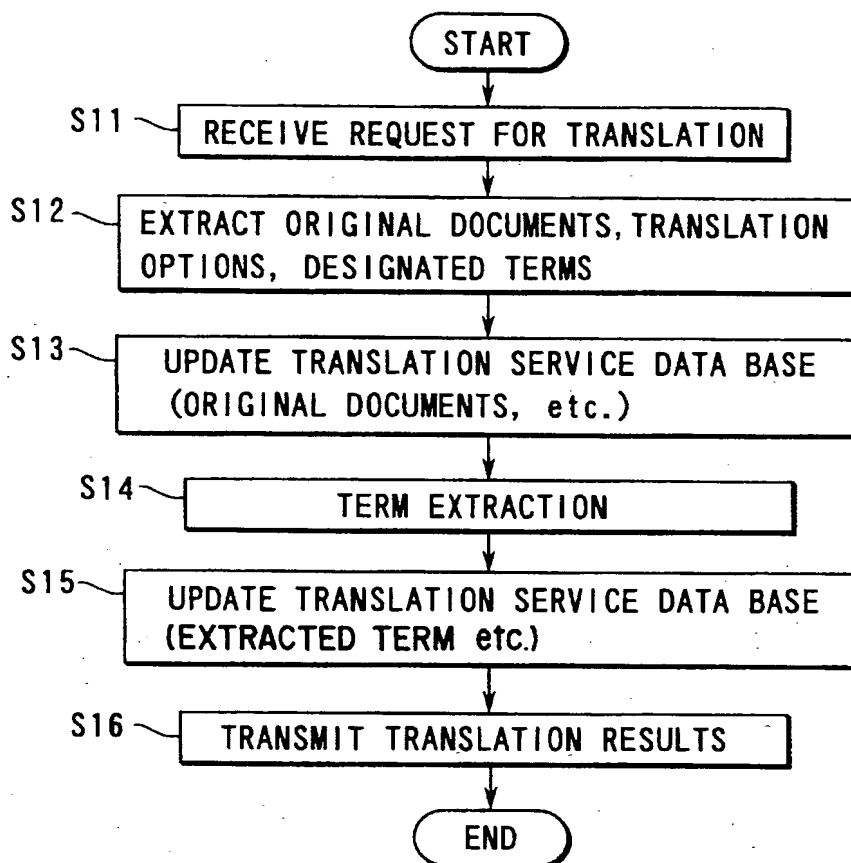 START
S11
RECEIVE REQUEST FOR TRANSLATION
S12
EXTRACT ORIGINAL DOCUMENTS, TRANSLATION
OPTIONS, DESIGNATED TERMS
S13
UPDATE TRANSLATION SERVICE DATA BASE
(ORIGINAL DOCUMENTS, etc.)
S14
TERM EXTRACTION
S15
UPDATE TRANSLATION SERVICE DATA BASE
(EXTRACTED TERM etc.)
S16
TRANSMIT TRANSLATION RESULTS
END